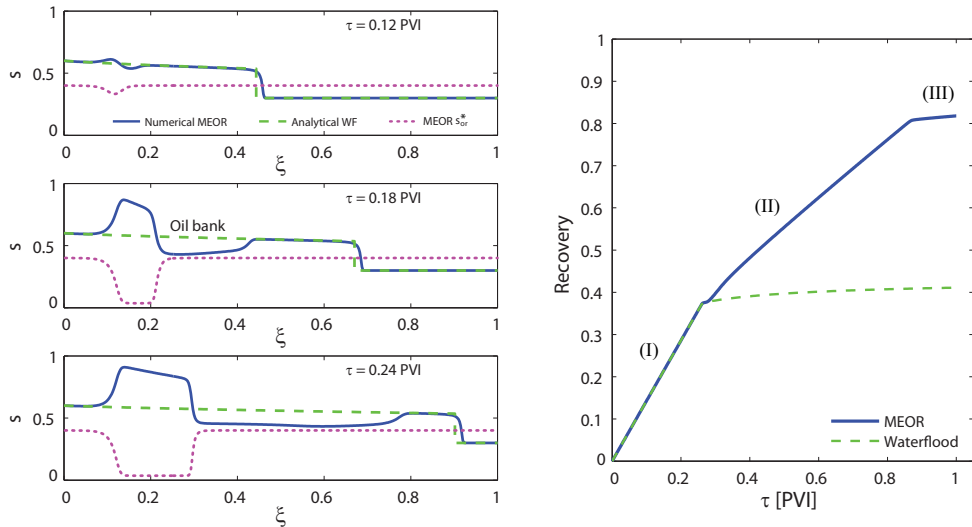 τ = 0.12 PVI
1
0.5
0
s
Numerical MEOR
Analytical WF
MEOR s*or
0 0.2 0.4 0.6 0.8 1
ξ
τ = 0.18 PVI
Oil bank
1
0.5
0
s
0 0.2 0.4 0.6 0.8 1
ξ
τ = 0.24 PVI
1
0.5
0
s
0 0.2 0.4 0.6 0.8 1
ξ
1
0.9
0.8
0.7
0.6
0.5
0.4
0.3
0.2
0.1
0
Recovery
(I)
(II)
(III)
MEOR
Waterflood
0 0.2 0.4 0.6 0.8 1
τ [PVI]